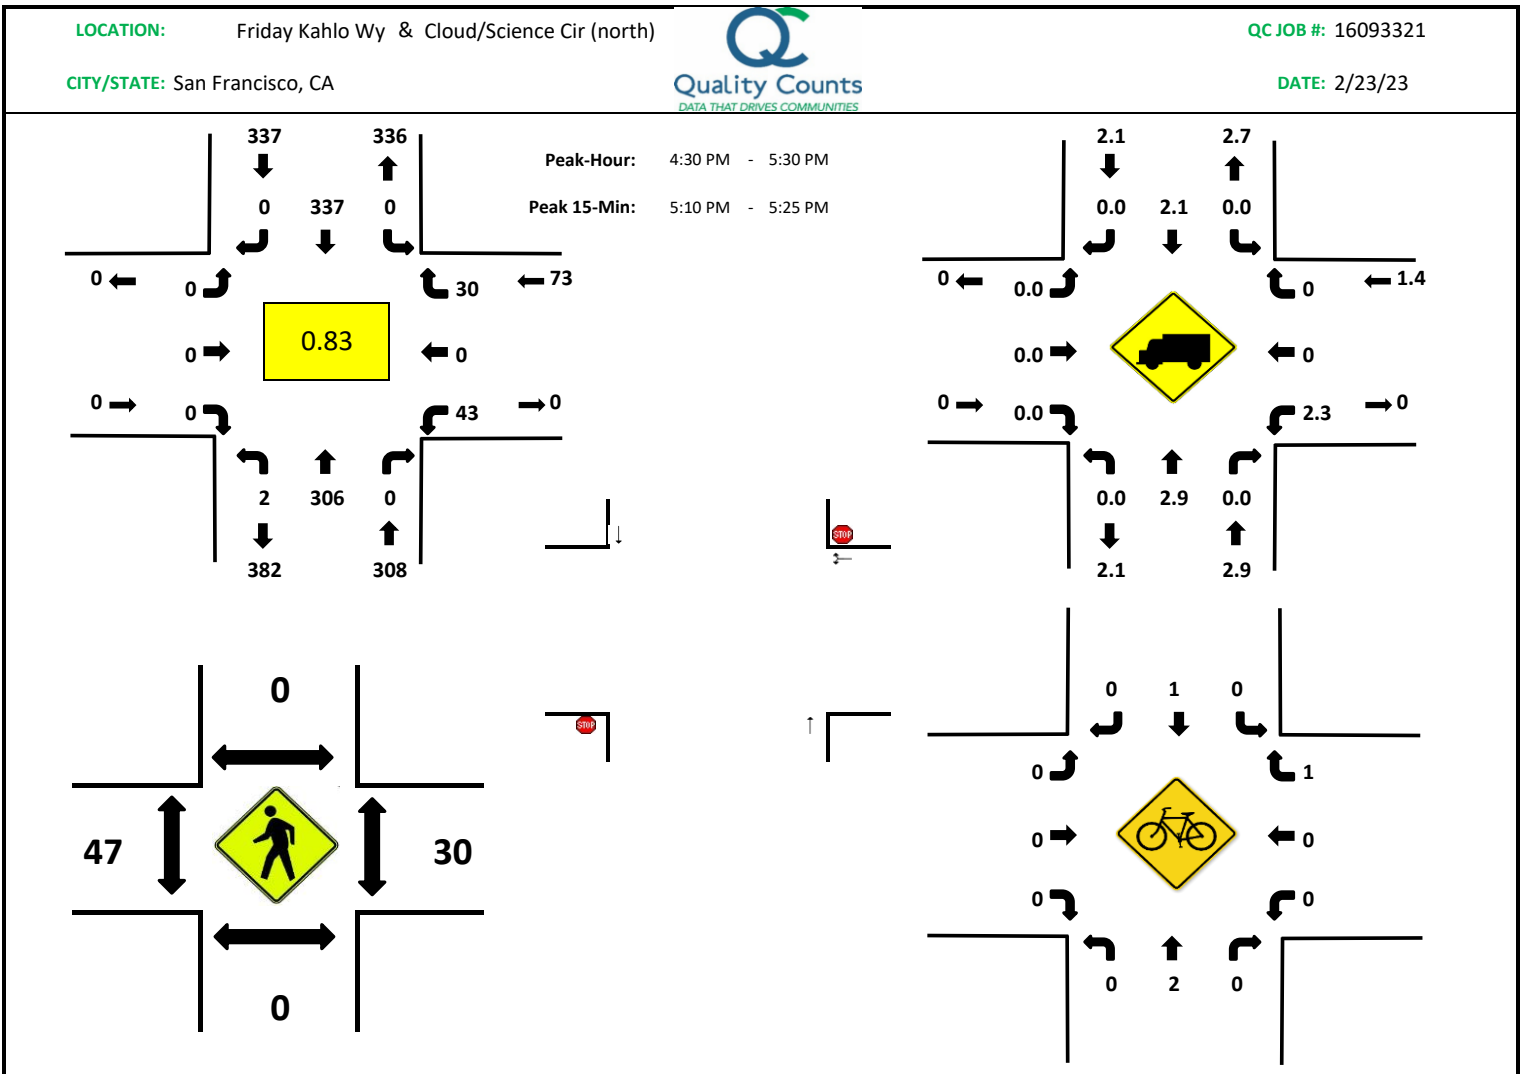 LOCATION: Friday Kahlo Wy & Cloud/Science Cir (north)
QC JOB #: 16093321
CITY/STATE: San Francisco, CA
DATE: 2/23/23
QC
Quality Counts
DATA THAT DRIVES COMMUNITIES
Peak-Hour: 4:30 PM - 5:30 PM
Peak 15-Min: 5:10 PM - 5:25 PM
337 336
0 337 0
0 0 30 73
0 0.83 0
0 0 43 0
2 306 0
382 308
2.1 2.7
0.0 2.1 0.0
0 0.0 0 1.4
0.0 0
0 0.0 2.3 0
0.0 2.9 0.0
2.1 2.9
STOP
STOP
0
47 30
0
0 1 0
0 1
0 0
0 0
0 2 0